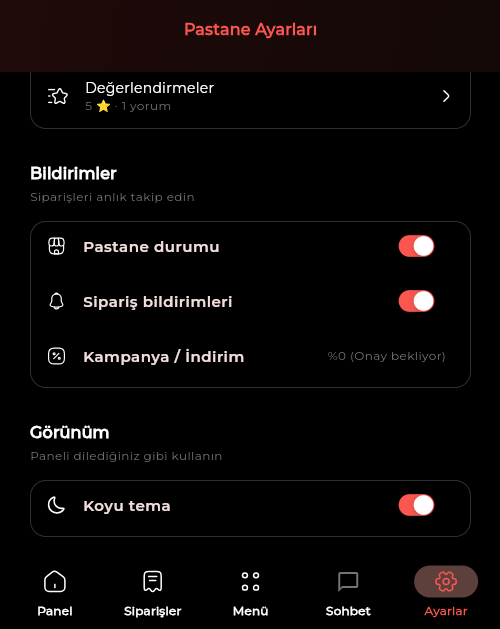 Pastane Ayarları
Değerlendirmeler
5 ⭐ · 1 yorum
Bildirimler
Siparişleri anlık takip edin
Pastane durumu
Sipariş bildirimleri
Kampanya / İndirim
%0 (Onay bekliyor)
Görünüm
Paneli dilediğiniz gibi kullanın
Koyu tema
Panel
Siparişler
Menü
Sohbet
Ayarlar